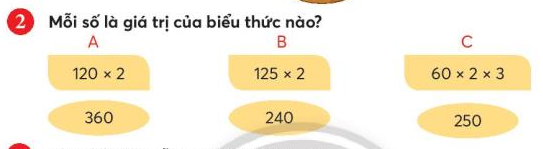 2 Mỗi số là giá trị của biểu thức nào?
A B C
120 × 2 125 × 2 60 × 2 × 3
360 240 250